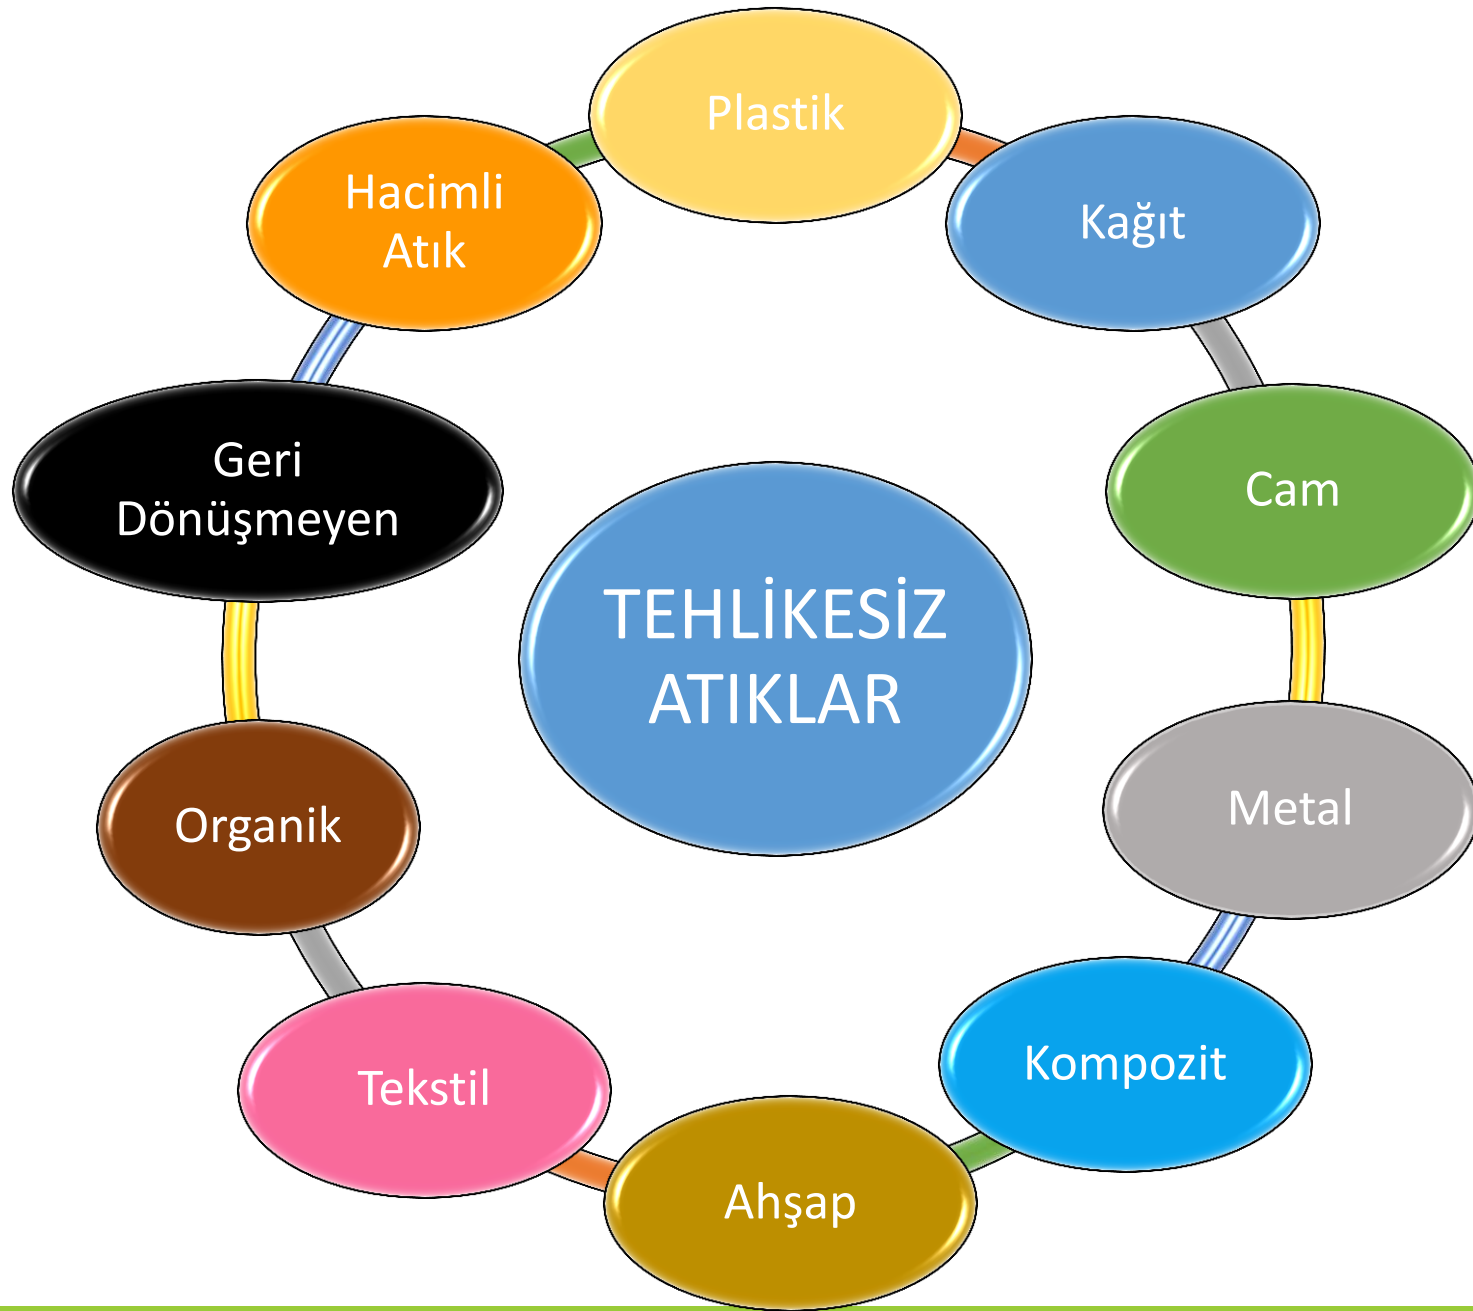 Plastik
Kağıt
Cam
Metal
Kompozit
Ahşap
Tekstil
Organik
Geri
Dönüşmeyen
Hacimli
Atık
TEHLİKESİZ
ATIKLAR